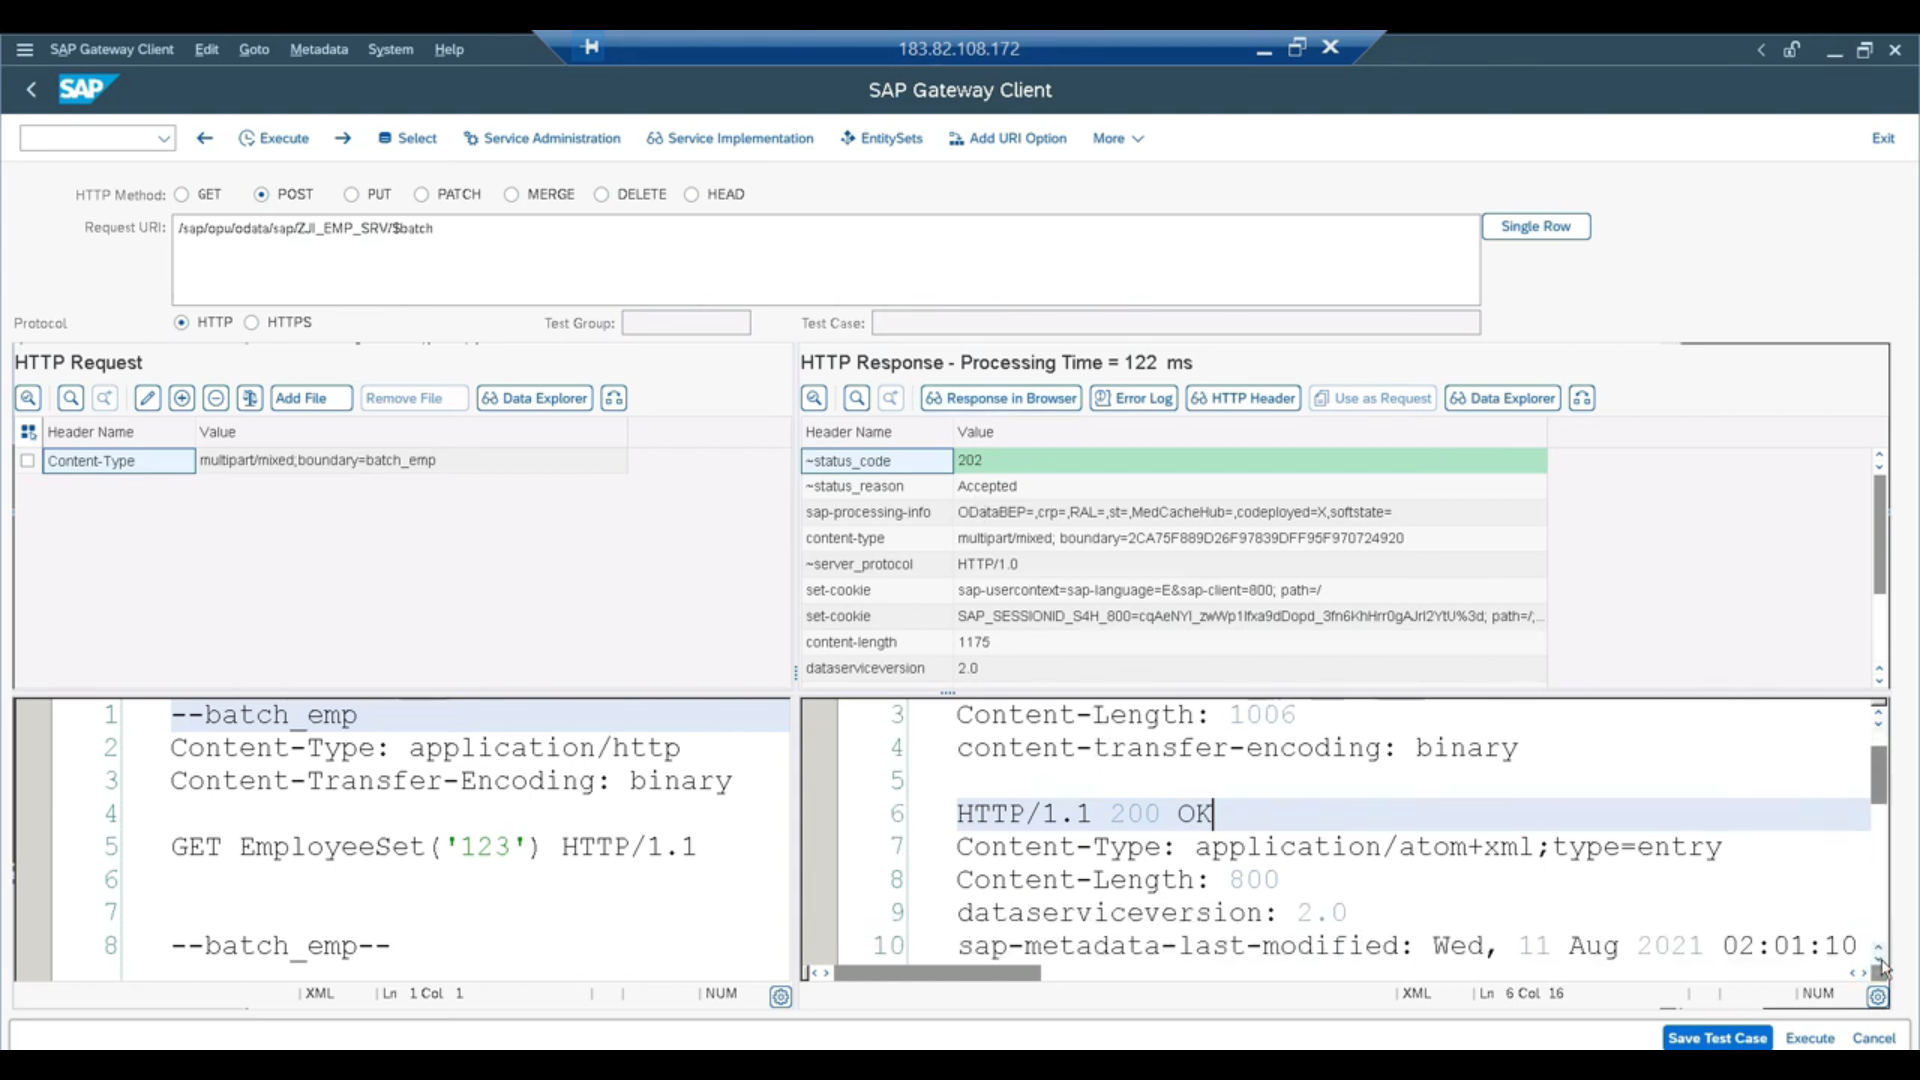 183.82.108.172
SAP Gateway Client Edit Goto Metadata System Help
SAP
SAP Gateway Client
Execute Select Service Administration Service Implementation EntitySets Add URI Option More Exit
HTTP Method: GET POST PUT PATCH MERGE DELETE HEAD
Request URI: /sap/opu/odata/sap/ZJI_EMP_SRV/$batch Single Row
Protocol HTTP HTTPS Test Group: Test Case:
HTTP Request
Add File Remove File Data Explorer
Header Name Value
Content-Type multipart/mixed;boundary=batch_emp
HTTP Response - Processing Time = 122 ms
Response in Browser Error Log HTTP Header Use as Request Data Explorer
Header Name Value
~status_code 202
~status_reason Accepted
sap-processing-info ODataBEP=,crp=,RAL=,st=,MedCacheHub=,codeployed=X,softstate=
content-type multipart/mixed; boundary=2CA75F889D26F97839DFF95F970724920
~server_protocol HTTP/1.0
set-cookie sap-usercontext=sap-language=E&sap-client=800; path=/
set-cookie
content-length 1175
dataserviceversion 2.0
1 --batch_emp
2 Content-Type: application/http
3 Content-Transfer-Encoding: binary
4
5 GET EmployeeSet('123') HTTP/1.1
6
7
8 --batch_emp--
XML Ln 1 Col 1 NUM
3 Content-Length: 1006
4 content-transfer-encoding: binary
5
6 HTTP/1.1 200 OK
7 Content-Type: application/atom+xml;type=entry
8 Content-Length: 800
9 dataserviceversion: 2.0
10 sap-metadata-last-modified: Wed, 11 Aug 2021 02:01:10
XML Ln 6 Col 16 NUM
Save Test Case Execute Cancel